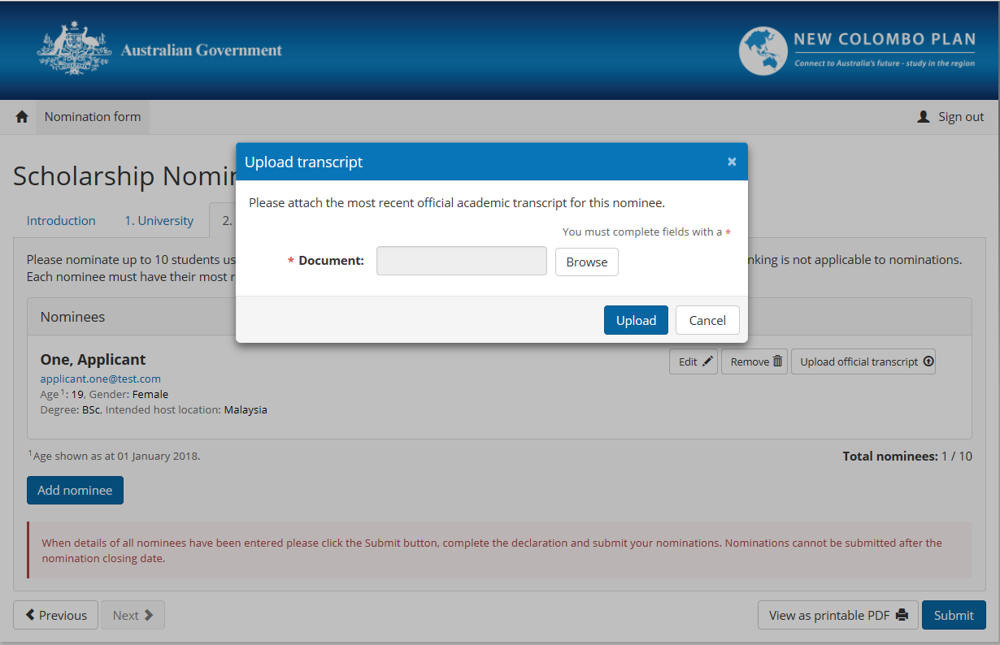 Australian Government
NEW COLOMBO PLAN
Connect to Australia's future - study in the region
Nomination form
Sign out
Upload transcript ×
Please attach the most recent official academic transcript for this nominee.
You must complete fields with a *
* Document:
Browse
Upload
Cancel
Scholarship
Introduction
1. University
2.
Please nominate up to 10 students
is not applicable to nominations.
Each nominee must have their most
Nominees
One, Applicant
Edit
Remove
Upload official transcript
applicant.one@test.com
Age 1: 19, Gender: Female
Degree: BSc, Intended host location: Malaysia
1 Age shown as at 01 January 2018.
Total nominees: 1 / 10
Add nominee
When details of all nominees have been entered please click the Submit button, complete the declaration and submit your nominations. Nominations cannot be submitted after the
nomination closing date.
Previous
Next
View as printable PDF
Submit